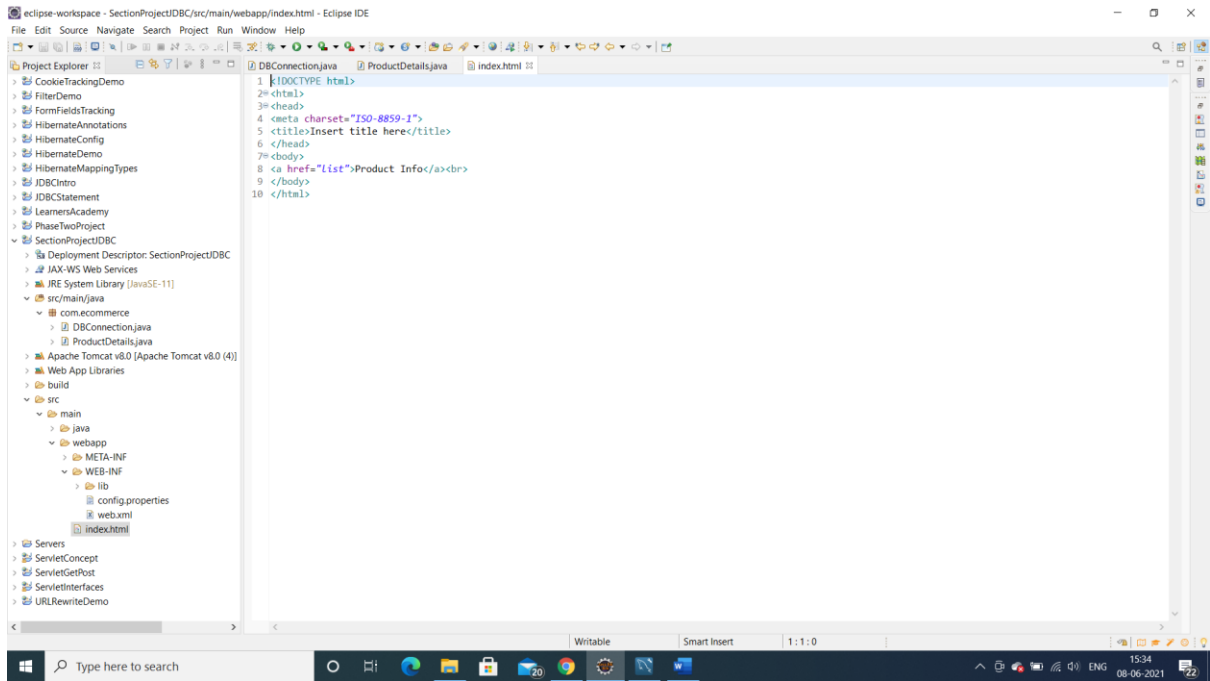 eclipse-workspace - SectionProjectJDBC/src/main/webapp/index.html - Eclipse IDE
File Edit Source Navigate Search Project Run Window Help
Project Explorer
DBConnection.java ProductDetails.java index.html
CookieTrackingDemo
FilterDemo
FormFieldsTracking
HibernateAnnotations
HibernateConfig
HibernateDemo
HibernateMappingTypes
JDBCIntro
JDBCStatement
LearnersAcademy
PhaseTwoProject
SectionProjectJDBC
Deployment Descriptor: SectionProjectJDBC
JAX-WS Web Services
JRE System Library [JavaSE-11]
src/main/java
com.ecommerce
DBConnection.java
ProductDetails.java
Apache Tomcat v8.0 [Apache Tomcat v8.0 (4)]
Web App Libraries
build
src
main
java
webapp
META-INF
WEB-INF
lib
config.properties
web.xml
index.html
Servers
ServletConcept
ServletGetPost
ServletInterfaces
URLRewriteDemo
1 <!DOCTYPE html>
2 <html>
3 <head>
4 <meta charset="ISO-8859-1">
5 <title>Insert title here</title>
6 </head>
7 <body>
8 <a href="list">Product Info</a><br>
9 </body>
10 </html>
Writable Smart Insert 1 : 1 : 0
Type here to search
20
ENG
15:34
08-06-2021
22